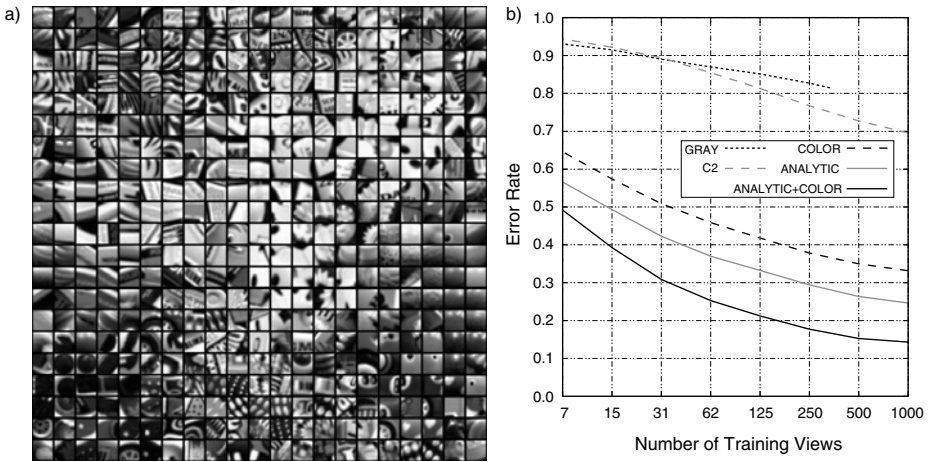 a)
b)
1.0
0.9
0.8
0.7
0.6
0.5
0.4
0.3
0.2
0.1
0.0
Error Rate
GRAY COLOR
C2 ANALYTIC
ANALYTIC+COLOR
7 15 31 62 125 250 500 1000
Number of Training Views